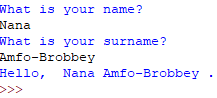 What is your name?
Nana
What is your surname?
Amfo-Brobbey
Hello,  Nana Amfo-Brobbey .
>>>